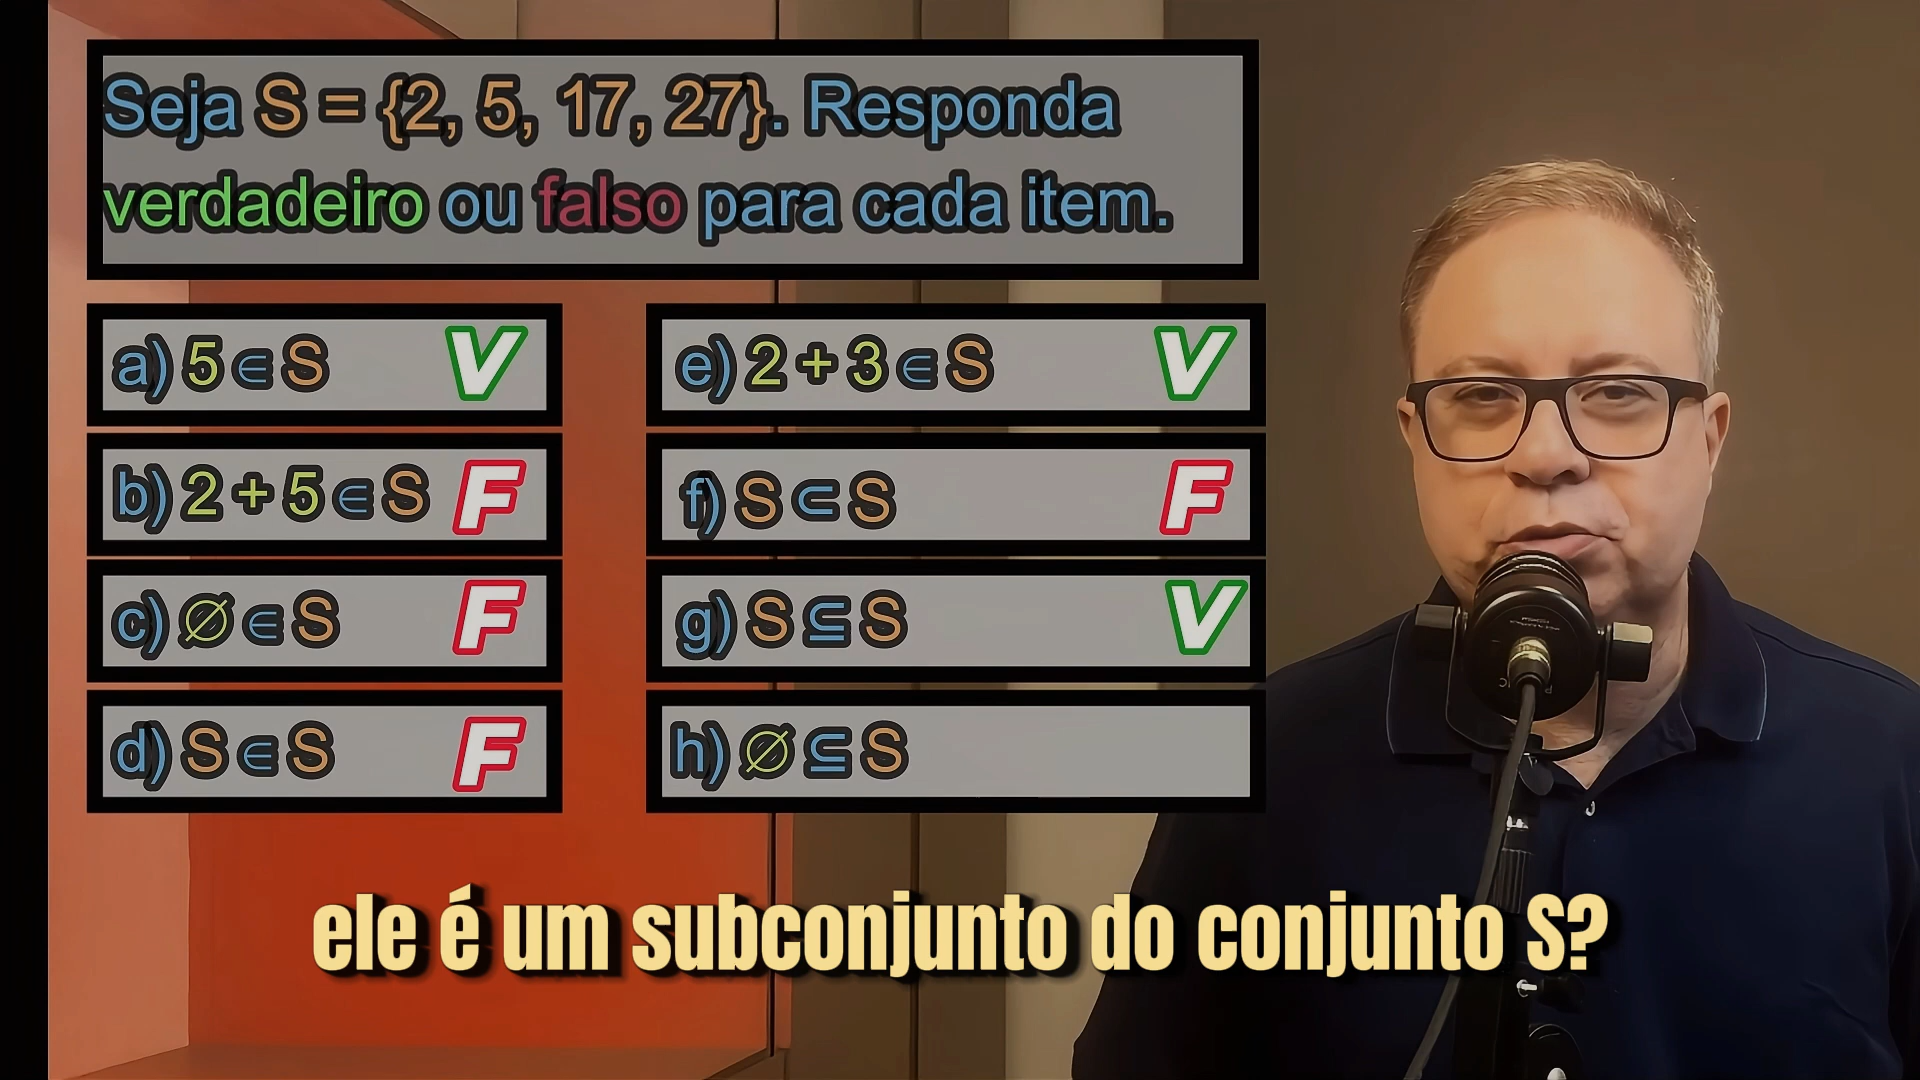 Seja S = {2, 5, 17, 27}. Responda
verdadeiro ou falso para cada item.
a) 5 ∈ S V
b) 2 + 5 ∈ S F
c) ∅ ∈ S F
d) S ∈ S F
e) 2 + 3 ∈ S V
f) S ⊂ S F
g) S ⊆ S V
h) ∅ ⊆ S
ele é um subconjunto do conjunto S?